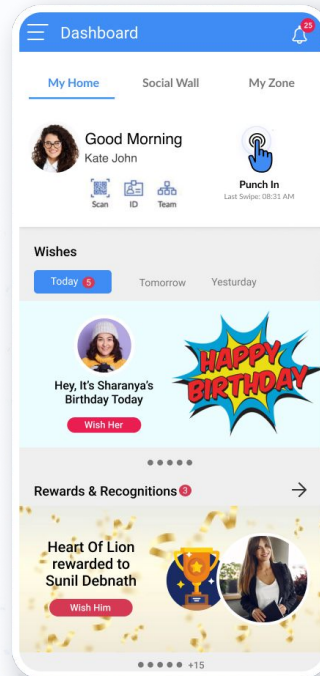 Dashboard
25
My Home
Social Wall
My Zone
Good Morning
Kate John
Scan
ID
Team
Punch In
Last Swipe: 08:31 AM
Wishes
Today 5
Tomorrow
Yesturday
Hey, It's Sharanya's
Birthday Today
Wish Her
HAPPY
BIRTHDAY
Rewards & Recognitions 3
Heart Of Lion
rewarded to
Sunil Debnath
Wish Him
+15